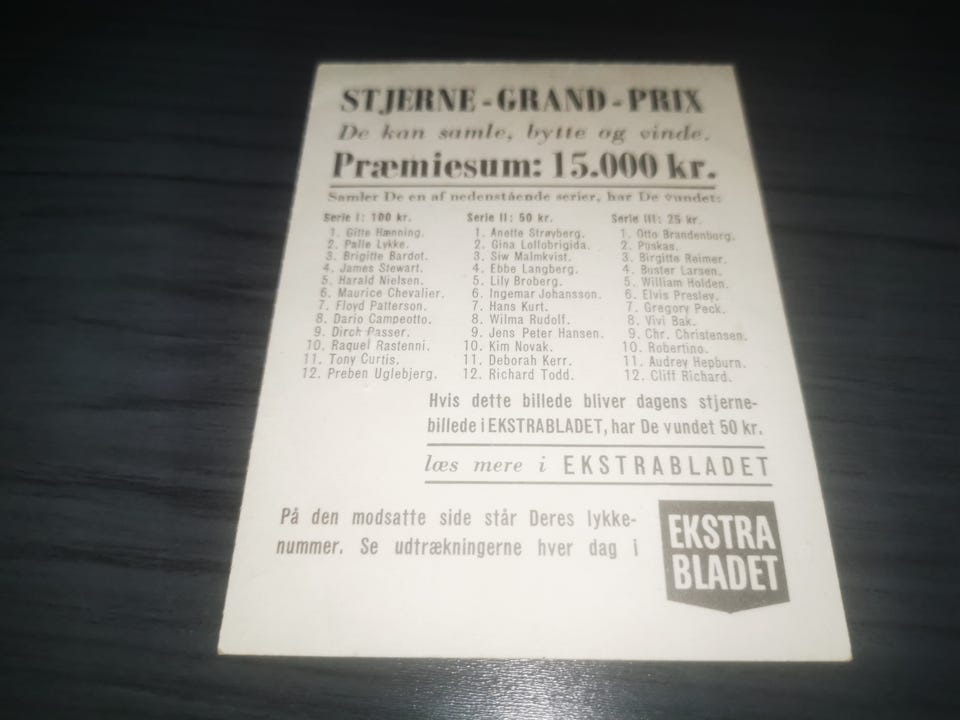 STJERNE-GRAND-PRIX
De kan samle, bytte og vinde.
Præmiesum: 15.000 kr.
Samler De en af nedenstående serier, har De vundet:
Serie I: 100 kr.
1. Gitte Hænning.
2. Palle Lykke.
3. Brigitte Bardot.
4. James Stewart.
5. Harald Nielsen.
6. Maurice Chevalier.
7. Floyd Patterson.
8. Dario Campeotto.
9. Dirch Passer.
10. Raquel Rastenni.
11. Tony Curtis.
12. Preben Uglebjerg.
Serie II: 50 kr.
1. Anette Strøyberg.
2. Gina Lollobrigida.
3. Siw Malmkvist.
4. Ebbe Langberg.
5. Lily Broberg.
6. Ingemar Johansson.
7. Hans Kurt.
8. Wilma Rudolf.
9. Jens Peter Hansen.
10. Kim Novak.
11. Deborah Kerr.
12. Richard Todd.
Serie III: 25 kr.
1. Otto Brandenburg.
2. Puskas.
3. Birgitte Reimer.
4. Buster Larsen.
5. William Holden.
6. Elvis Presley.
7. Gregory Peck.
8. Vivi Bak.
9. Chr. Christensen.
10. Robertino.
11. Audrey Hepburn.
12. Cliff Richard.
Hvis dette billede bliver dagens stjerne-
billede i EKSTRABLADET, har De vundet 50 kr.
læs mere i EKSTRABLADET
På den modsatte side står Deres lykke-
nummer. Se udtrækningerne hver dag i
EKSTRA
BLADET